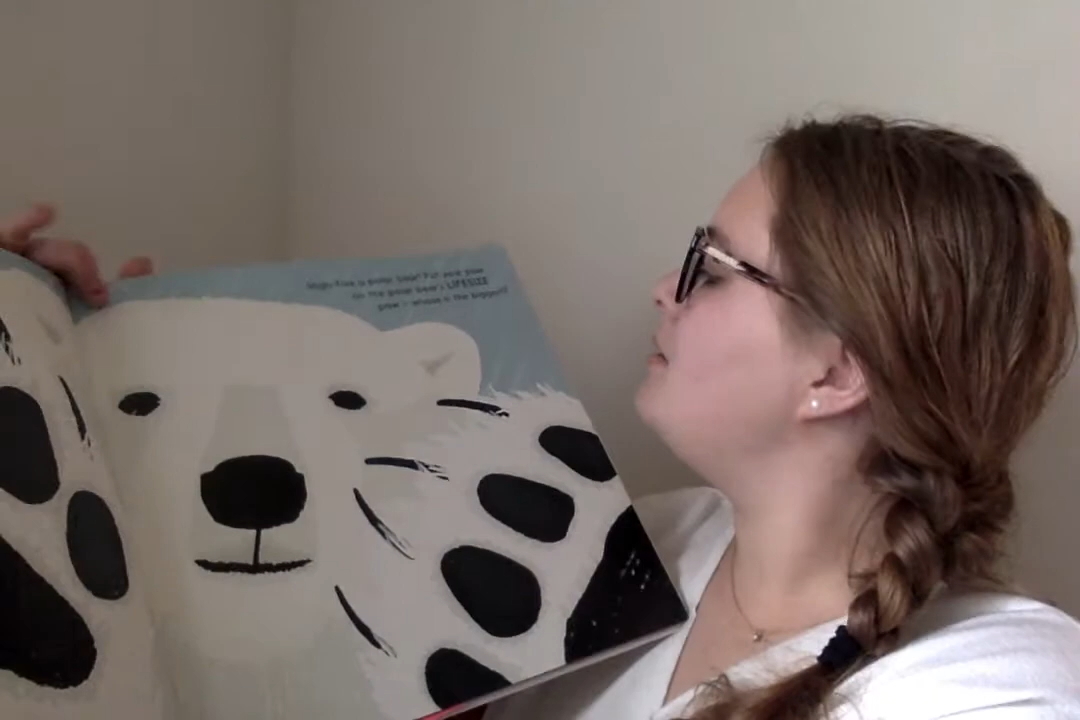 High-five a polar bear! Put your paw
on the polar bear's LIFESIZE
paw – whose is the biggest?